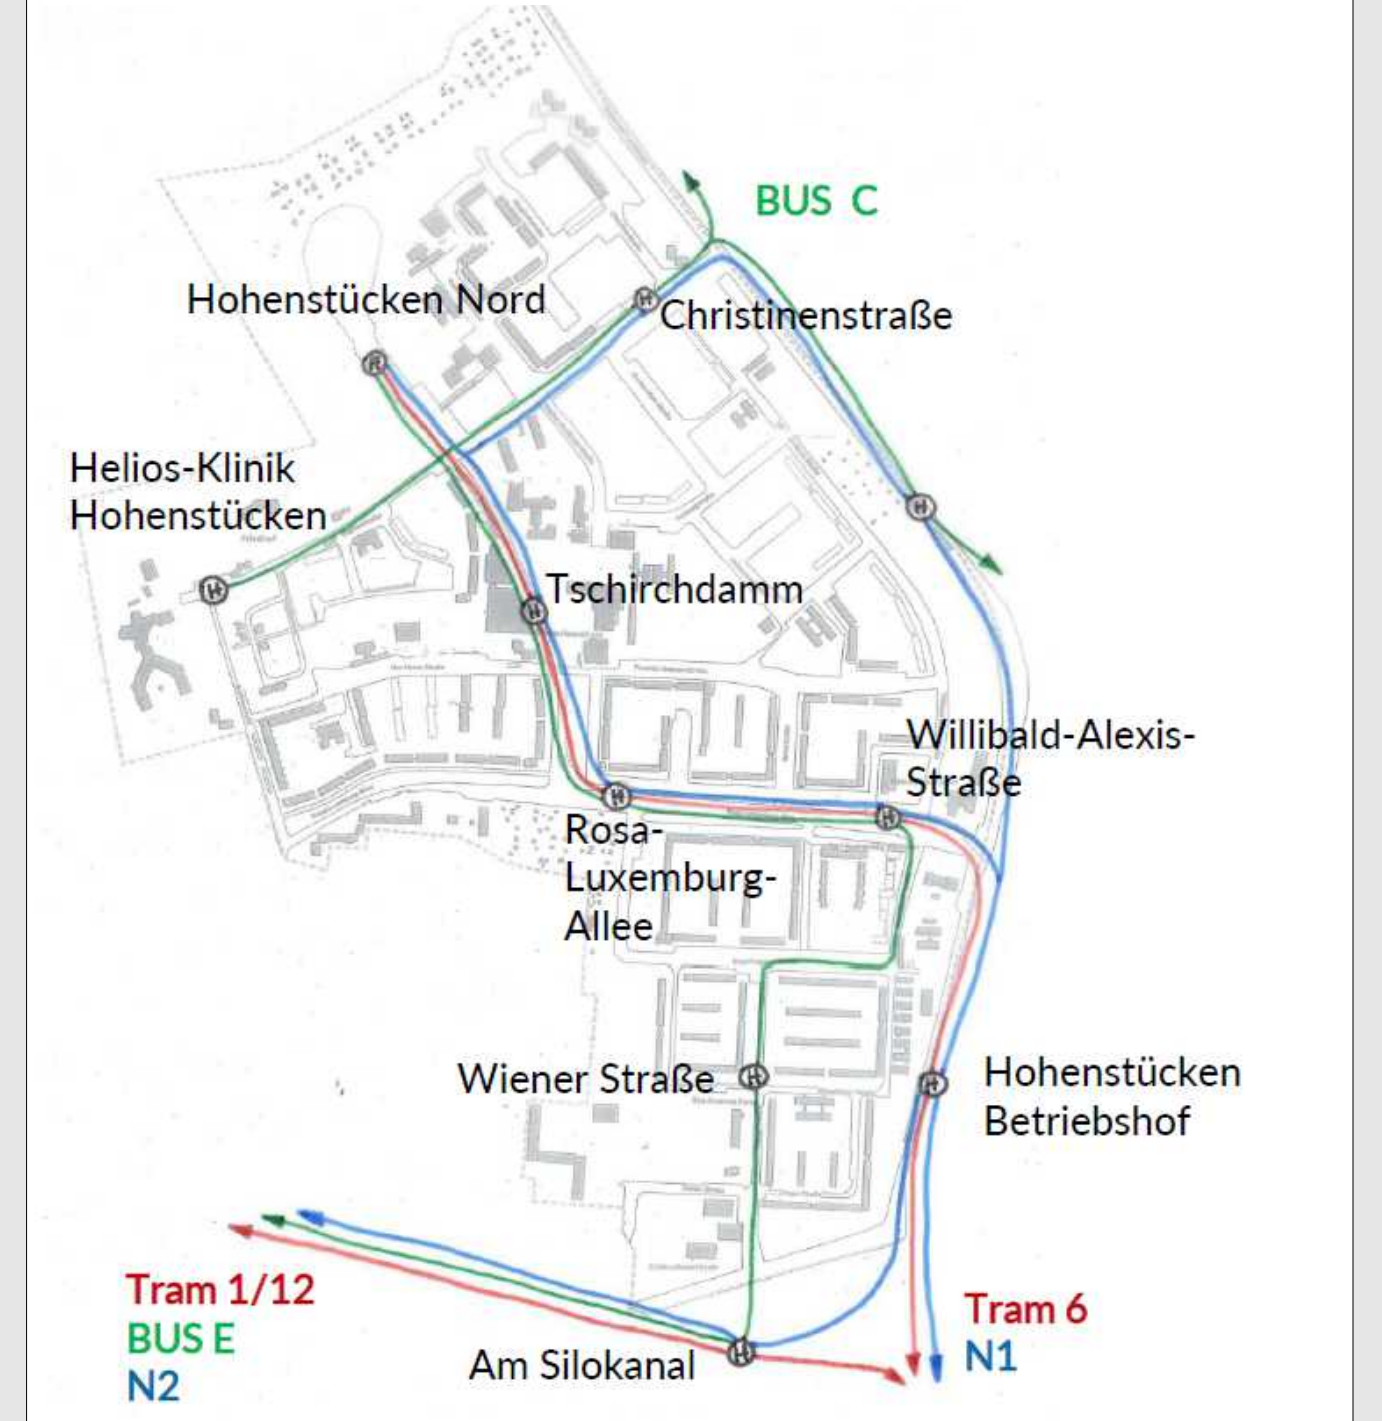 BUS C
Hohenstücken Nord
Christinenstraße
Helios-Klinik
Hohenstücken
Tschirchdamm
Willibald-Alexis-
Straße
Rosa-
Luxemburg-
Allee
Wiener Straße
Hohenstücken
Betriebshof
Tram 1/12
BUS E
N2
Am Silokanal
Tram 6
N1
H
H
H
H
H
H
H
H
H
H